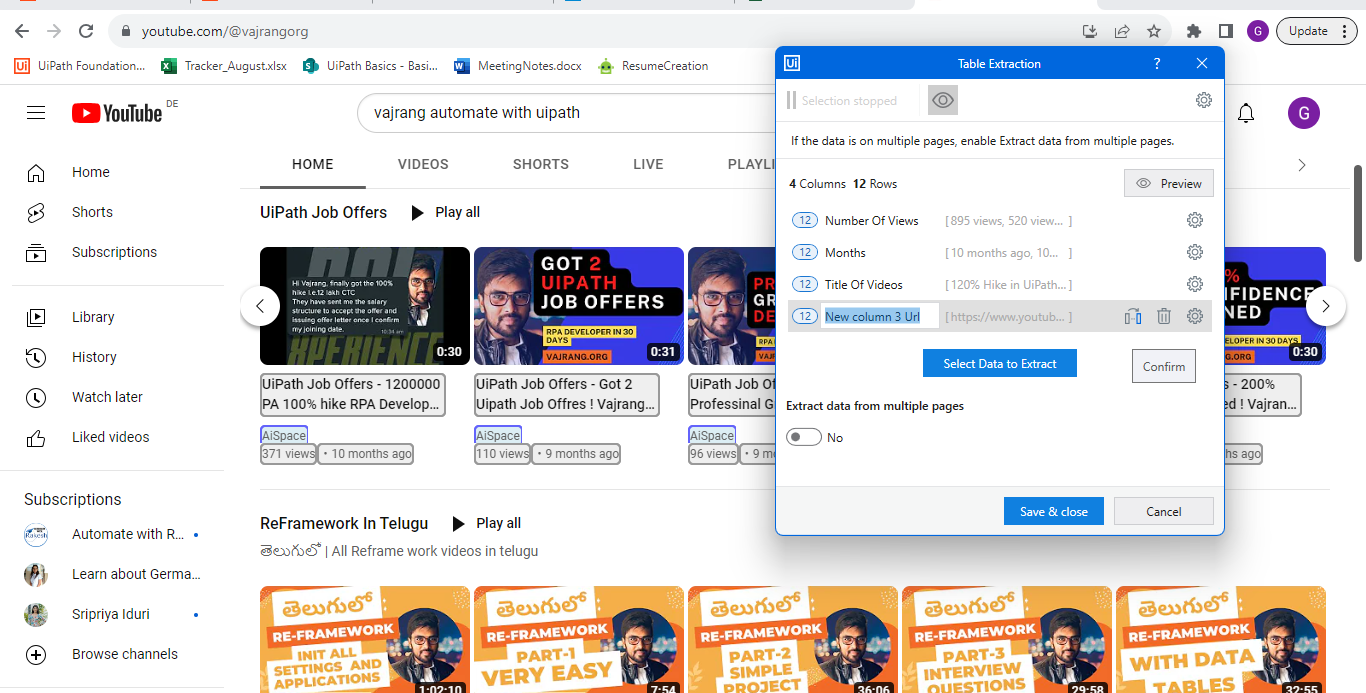 youtube.com/@vajrangorg
G
Update
UiPath Foundation...
Tracker_August.xlsx
UiPath Basics - Basi...
MeetingNotes.docx
ResumeCreation
YouTube DE
vajrang automate with uipath
G
Home
Shorts
Subscriptions
Library
History
Watch later
Liked videos
Subscriptions
Automate with R...
Learn about Germa...
Sripriya Iduri
Browse channels
HOME VIDEOS SHORTS LIVE PLAYLI
UiPath Job Offers Play all
Hi Vajrang, finally got the 100%
hike i.e.12 lakh CTC
They have sent me the salary
structure to accept the offer and
issuing offer letter once I confirm
my joining date.
10:34 am
XPERIENCE
0:30
GOT 2
UIPATH
JOB OFFERS
RPA DEVELOPER IN 30
DAYS
VAJRANG.ORG
0:31
0:30
UiPath Job Offers - 1200000
PA 100% hike RPA Develop...
AiSpace
371 views • 10 months ago
UiPath Job Offers - Got 2
Uipath Job Offres ! Vajrang...
AiSpace
110 views • 9 months ago
UiPath Job
Professinal G
AiSpace
96 views • 9 m
- 200%
ed ! Vajran...
hs ago
ReFramework In Telugu Play all
తెలుగులో | All Reframe work videos in telugu
తెలుగులో
RE-FRAMEWORK
INIT ALL
SETTINGS AND
APPLICATIONS
1:02:10
తెలుగులో
RE-FRAMEWORK
PART-1
VERY EASY
7:54
తెలుగులో
RE-FRAMEWORK
PART-2
SIMPLE
PROJECT
36:06
తెలుగులో
RE-FRAMEWORK
PART-3
INTERVIEW
QUESTIONS
29:58
తెలుగులో
RE-FRAMEWORK
WITH DATA
TABLES
32:55
Ui Table Extraction ?
Selection stopped
If the data is on multiple pages, enable Extract data from multiple pages.
4 Columns 12 Rows Preview
12 Number Of Views [ 895 views, 520 view... ]
12 Months [ 10 months ago, 10... ]
12 Title Of Videos [ 120% Hike in UiPath... ]
12 New column 3 Url [ https://www.youtub... ]
Select Data to Extract Confirm
Extract data from multiple pages
No
Save & close Cancel